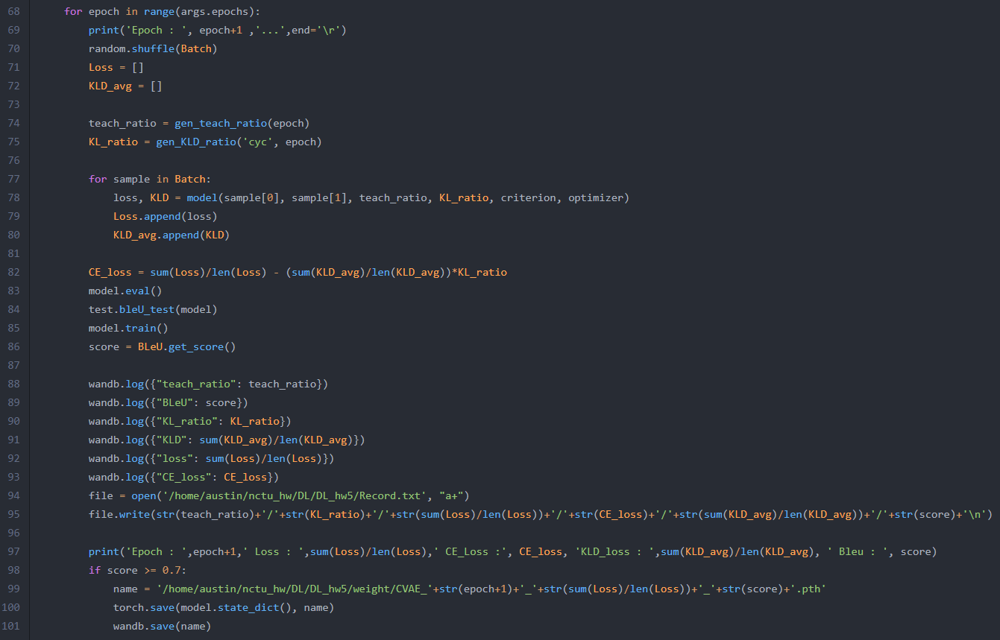 68 for epoch in range(args.epochs):
69 print('Epoch : ', epoch+1 ,'...',end='\r')
70 random.shuffle(Batch)
71 Loss = []
72 KLD_avg = []
73
74 teach_ratio = gen_teach_ratio(epoch)
75 KL_ratio = gen_KLD_ratio('cyc', epoch)
76
77 for sample in Batch:
78 loss, KLD = model(sample[0], sample[1], teach_ratio, KL_ratio, criterion, optimizer)
79 Loss.append(loss)
80 KLD_avg.append(KLD)
81
82 CE_loss = sum(Loss)/len(Loss) - (sum(KLD_avg)/len(KLD_avg))*KL_ratio
83 model.eval()
84 test.bleU_test(model)
85 model.train()
86 score = BLeU.get_score()
87
88 wandb.log({"teach_ratio": teach_ratio})
89 wandb.log({"BLeU": score})
90 wandb.log({"KL_ratio": KL_ratio})
91 wandb.log({"KLD": sum(KLD_avg)/len(KLD_avg)})
92 wandb.log({"loss": sum(Loss)/len(Loss)})
93 wandb.log({"CE_loss": CE_loss})
94 file = open('/home/austin/nctu_hw/DL/DL_hw5/Record.txt', "a+")
95 file.write(str(teach_ratio)+'/'+str(KL_ratio)+'/'+str(sum(Loss)/len(Loss))+'/'+str(CE_loss)+'/'+str(sum(KLD_avg)/len(KLD_avg))+'/'+str(score)+'\n')
96
97 print('Epoch : ',epoch+1,' Loss : ',sum(Loss)/len(Loss),' CE_Loss :', CE_loss, 'KLD_loss : ',sum(KLD_avg)/len(KLD_avg), ' Bleu : ', score)
98 if score >= 0.7:
99 name = '/home/austin/nctu_hw/DL/DL_hw5/weight/CVAE_'+str(epoch+1)+'_'+str(sum(Loss)/len(Loss))+'_'+str(score)+'.pth'
100 torch.save(model.state_dict(), name)
101 wandb.save(name)